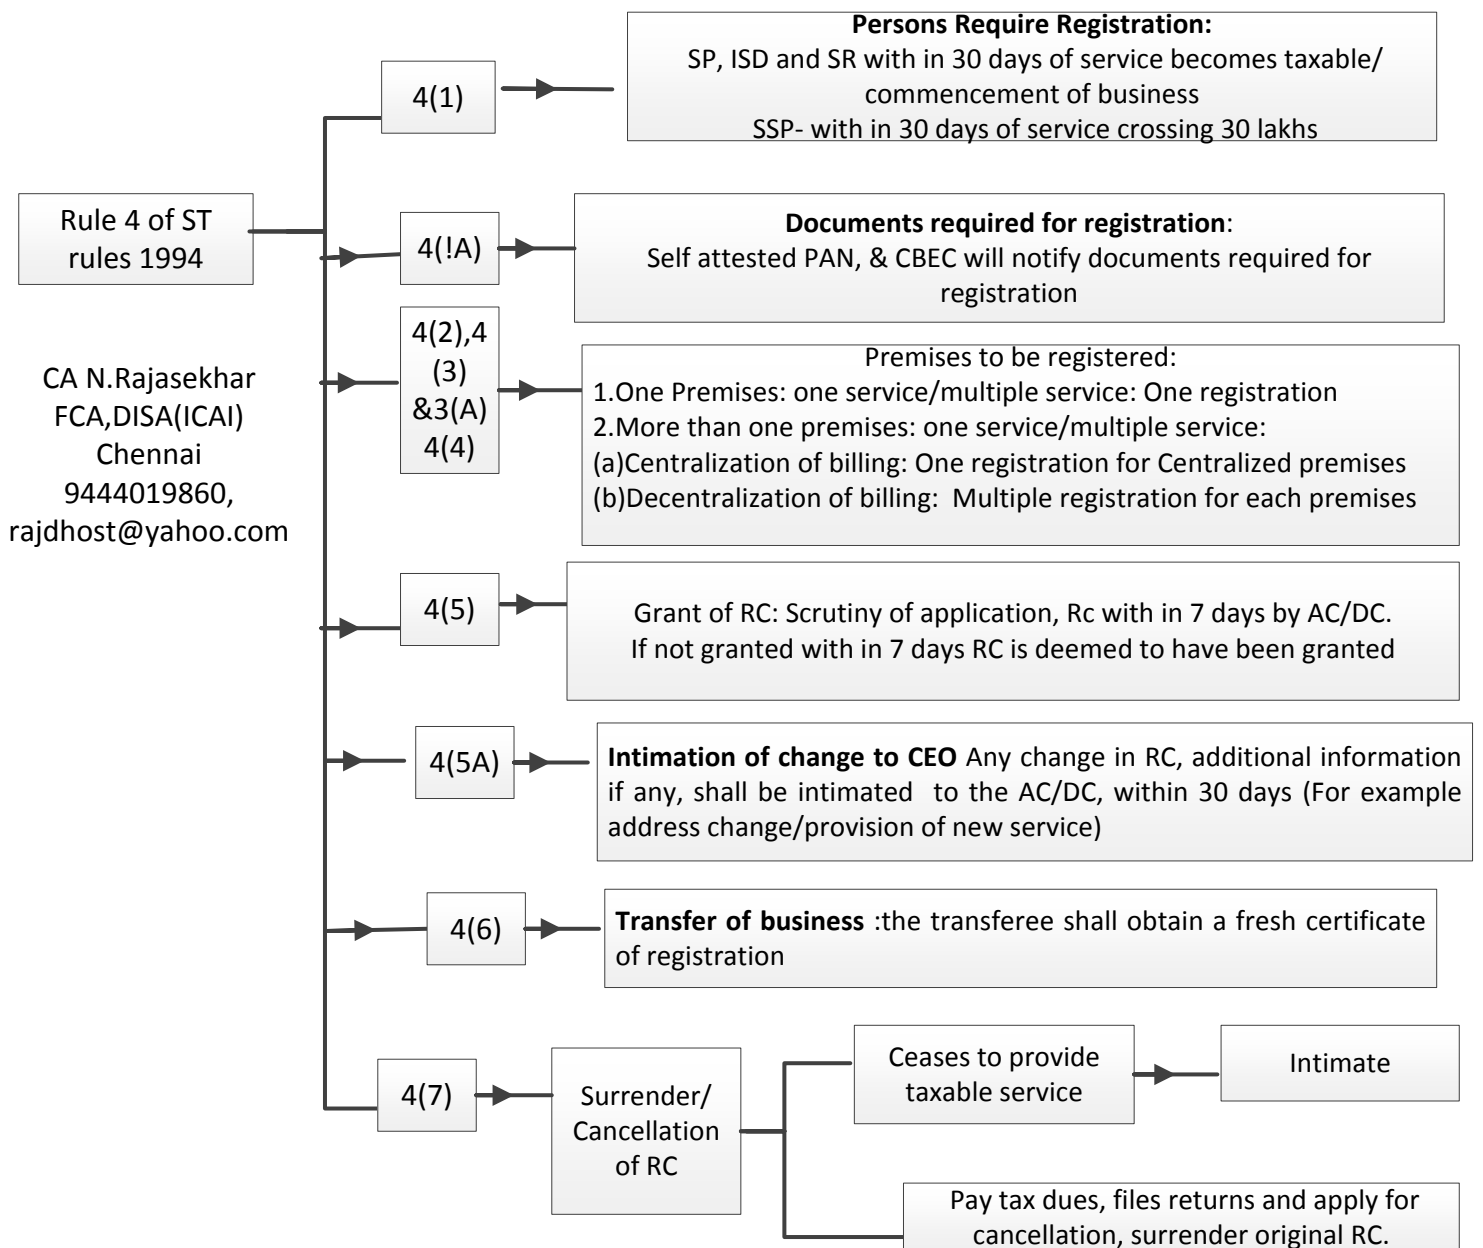 Persons Require Registration:
SP, ISD and SR with in 30 days of service becomes taxable/
commencement of business
SSP- with in 30 days of service crossing 30 lakhs
4(1)
Rule 4 of ST
rules 1994
4(!A)
Documents required for registration:
Self attested PAN, & CBEC will notify documents required for
registration
4(2),4
(3)
&3(A)
4(4)
Premises to be registered:
1.One Premises: one service/multiple service: One registration
2.More than one premises: one service/multiple service:
(a)Centralization of billing: One registration for Centralized premises
(b)Decentralization of billing:  Multiple registration for each premises
CA N.Rajasekhar
FCA,DISA(ICAI)
Chennai
9444019860,
rajdhost@yahoo.com
4(5)
Grant of RC: Scrutiny of application, Rc with in 7 days by AC/DC.
If not granted with in 7 days RC is deemed to have been granted
4(5A)
Intimation of change to CEO Any change in RC, additional information
if any, shall be intimated  to the AC/DC, within 30 days (For example
address change/provision of new service)
4(6)
Transfer of business :the transferee shall obtain a fresh certificate
of registration
4(7)
Surrender/
Cancellation
of RC
Ceases to provide
taxable service
Intimate
Pay tax dues, files returns and apply for
cancellation, surrender original RC.